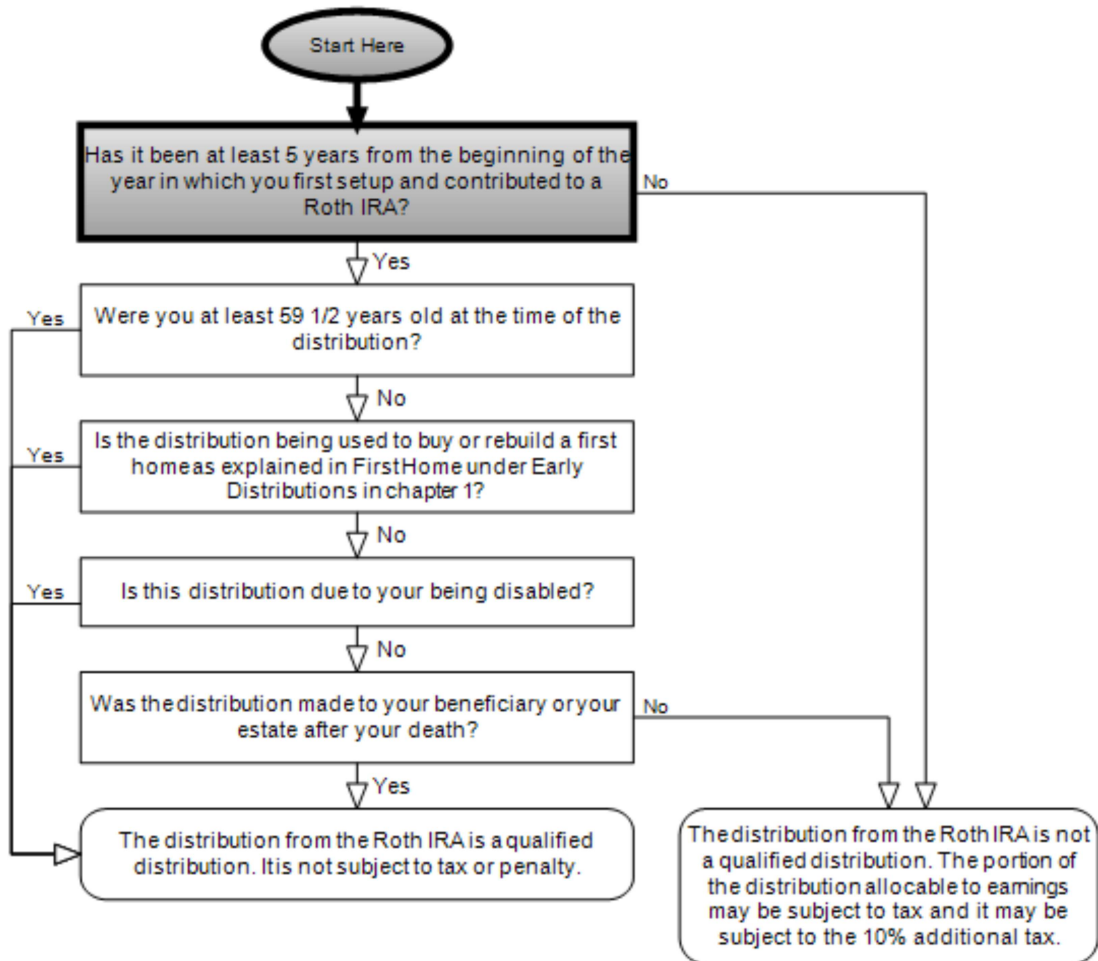 Start Here
Has it been at least 5 years from the beginning of the
year in which you first setup and contributed to a
Roth IRA?
No
Yes
Yes
Were you at least 59 1/2 years old at the time of the
distribution?
No
Yes
Is the distribution being used to buy or rebuild a first
homeas explained in First Home under Early
Distributions in chapter 1?
No
Yes
Is this distribution due to your being disabled?
No
Was the distribution made to your beneficiary or your
estate after your death?
No
Yes
The distribution from the Roth IRA is a qualified
distribution. It is not subject to tax or penalty.
The distribution from the Roth IRA is not
a qualified distribution. The portion of
the distribution allocable to earnings
may be subject to tax and it may be
subject to the 10% additional tax.